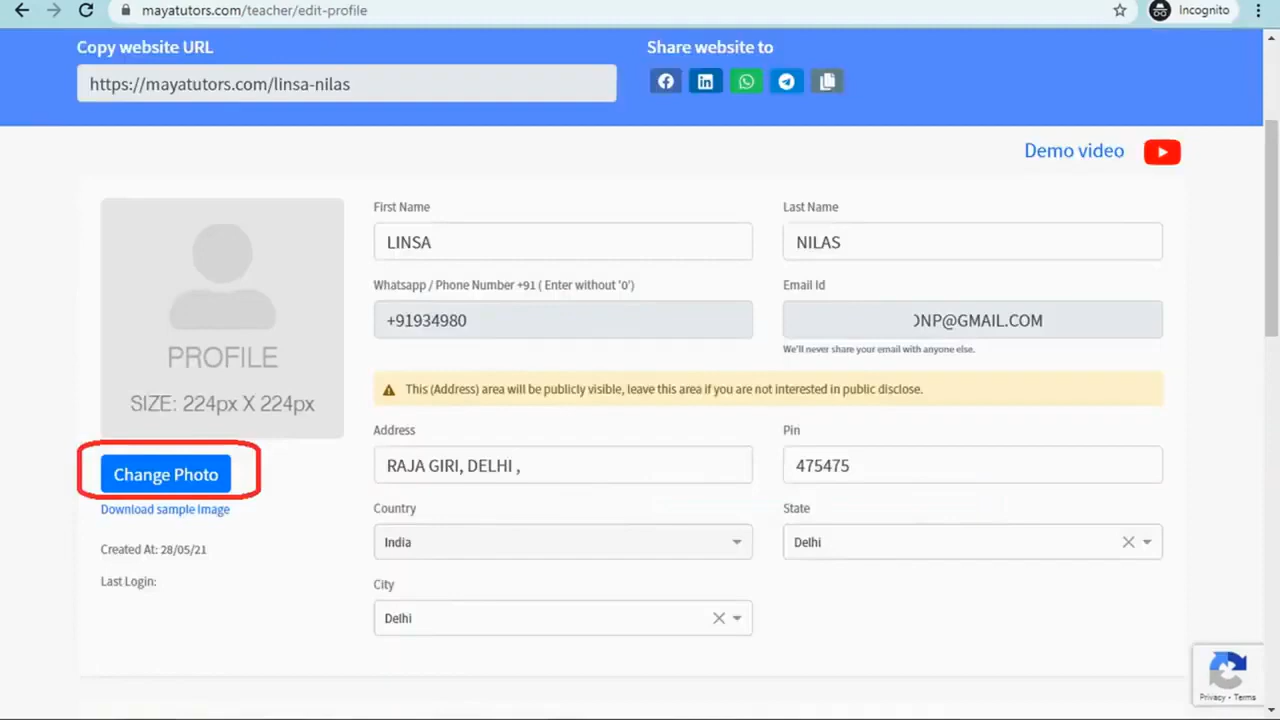 mayatutors.com/teacher/edit-profile
Incognito
Copy website URL
Share website to
https://mayatutors.com/linsa-nilas
Demo video
First Name
Last Name
LINSA
NILAS
Whatsapp / Phone Number +91 ( Enter without '0')
Email Id
+91934980
NP@GMAIL.COM
We'll never share your email with anyone else.
PROFILE
SIZE: 224px X 224px
This (Address) area will be publicly visible, leave this area if you are not interested in public disclose.
Address
Pin
RAJA GIRI, DELHI ,
475475
Change Photo
Download sample Image
Country
State
India
Delhi
Created At: 28/05/21
Last Login:
City
Delhi
Privacy - Terms